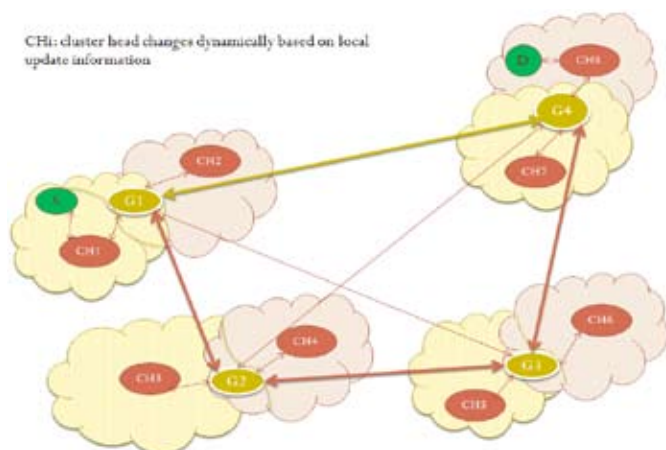 CHi: cluster head changes dynamically based on local
update information
D
CH8
G4
CH2
CH7
S
G1
CH1
CH6
CH4
G3
CH3
G2
CH5